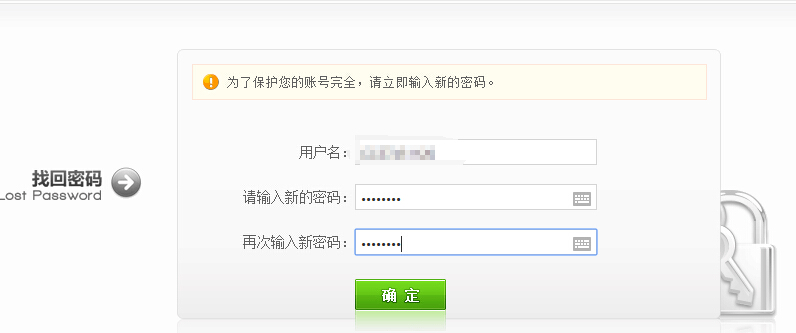 为了保护您的账号完全，请立即输入新的密码。
用户名：
找回密码
Lost Password
请输入新的密码：
再次输入新密码：
确 定